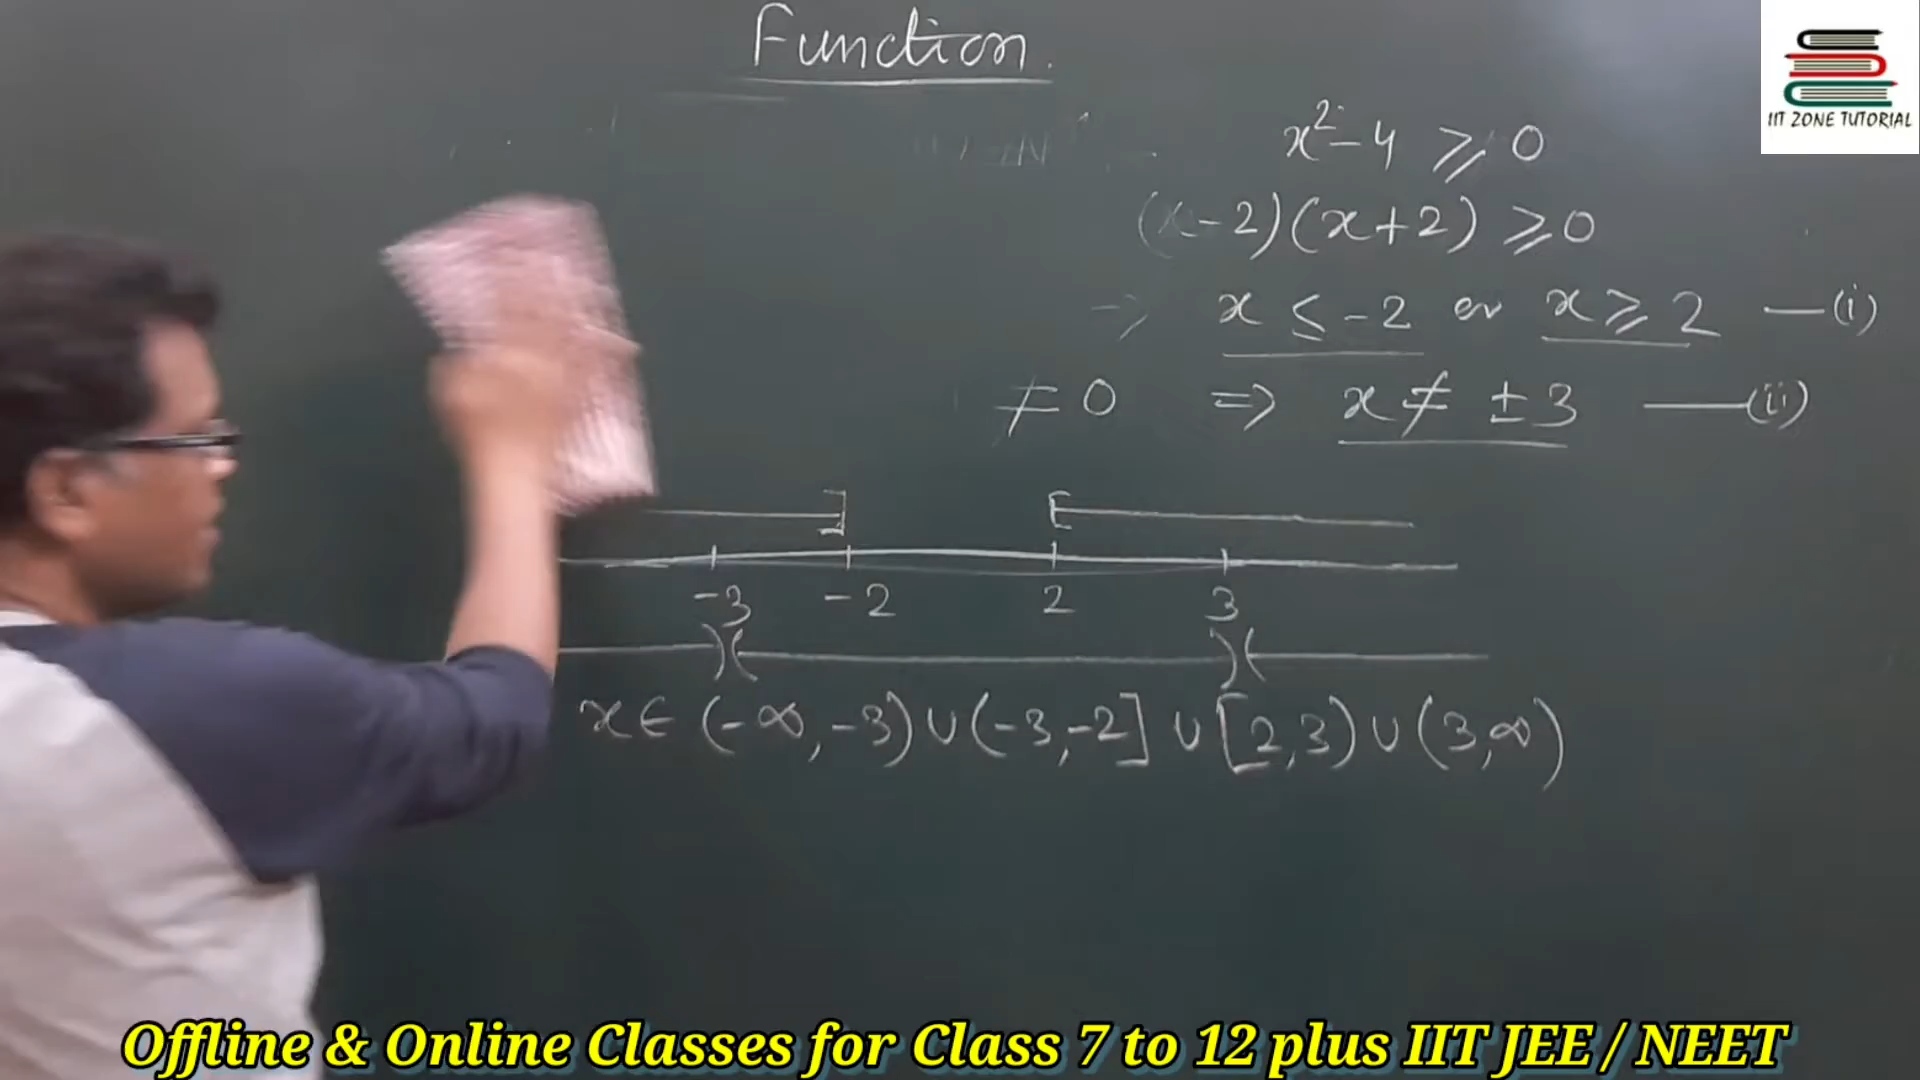 Function.
IIT ZONE TUTORIAL
x²-4 ≥ 0
(x-2)(x+2) ≥ 0
⇒ x ≤ -2 or x ≥ 2 —(i)
≠ 0 ⇒ x ≠ ±3 —(ii)
-3 -2 2 3
x ∈ (-∞,-3) ∪ (-3,-2] ∪ [2,3) ∪ (3,∞)
Offline & Online Classes for Class 7 to 12 plus IIT JEE / NEET